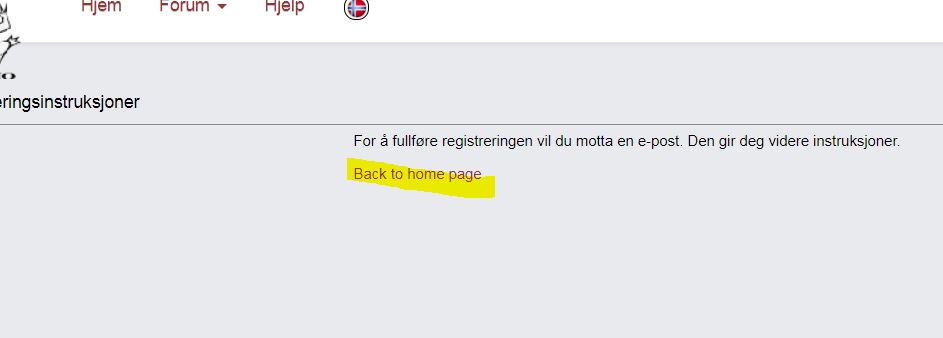 Hjem Forum Hjelp
eringsinstruksjoner
For å fullføre registreringen vil du motta en e-post. Den gir deg videre instruksjoner.
Back to home page